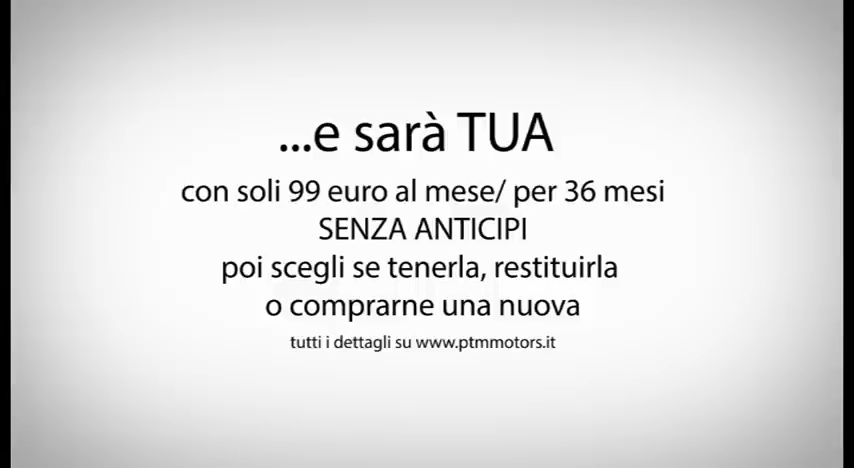 ...e sarà TUA
con soli 99 euro al mese/ per 36 mesi
SENZA ANTICIPI
poi scegli se tenerla, restituirla
o comprarne una nuova
tutti i dettagli su www.ptmmotors.it